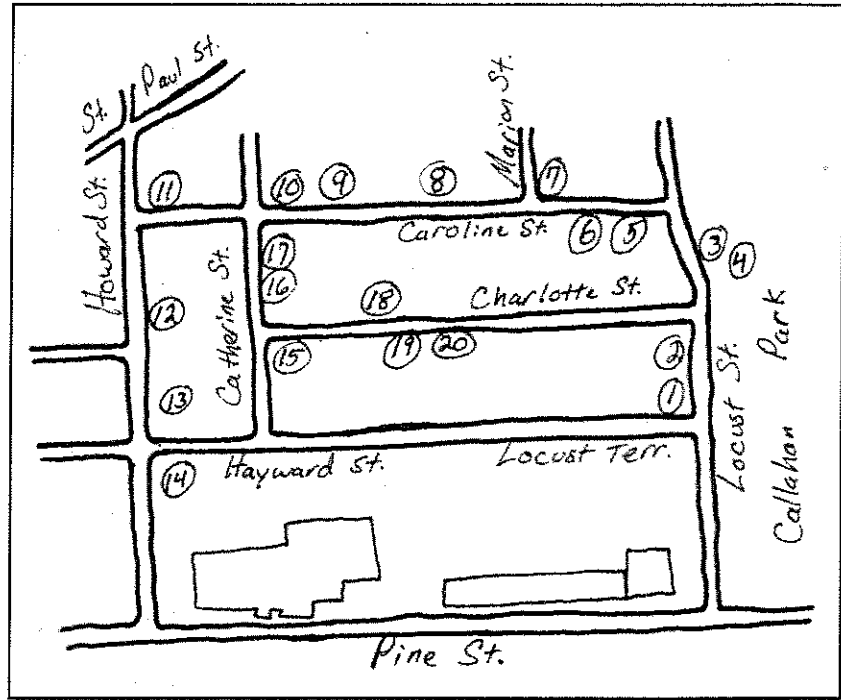 St. Paul St.
Marion St.
11
10
9
8
7
Howard St.
Caroline St.
6
5
3
4
17
16
Catherine St.
12
18
Charlotte St.
15
19
20
2
1
13
Locust St.
Callahan Park
14
Hayward St.
Locust Terr.
Pine St.